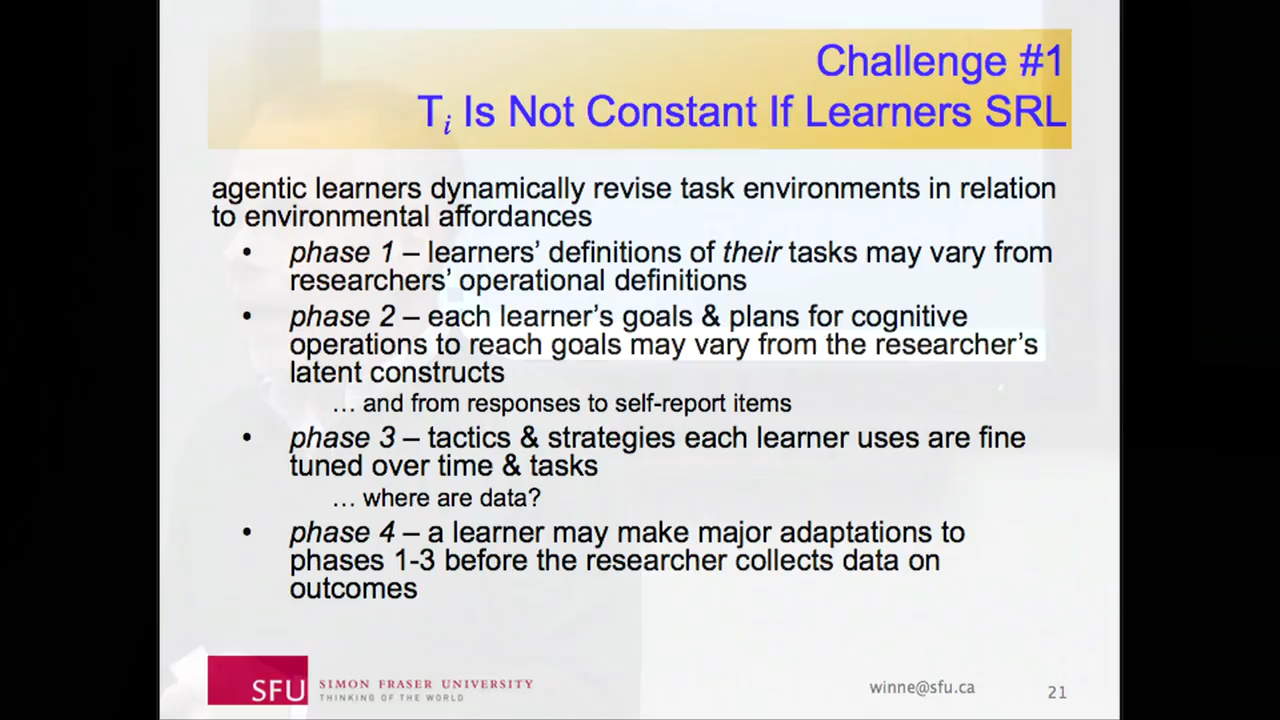 Challenge #1
Ti Is Not Constant If Learners SRL
agentic learners dynamically revise task environments in relation
to environmental affordances
• phase 1 – learners’ definitions of their tasks may vary from
researchers’ operational definitions
• phase 2 – each learner’s goals & plans for cognitive
operations to reach goals may vary from the researcher’s
latent constructs
… and from responses to self-report items
• phase 3 – tactics & strategies each learner uses are fine
tuned over time & tasks
… where are data?
• phase 4 – a learner may make major adaptations to
phases 1-3 before the researcher collects data on
outcomes
SFU SIMON FRASER UNIVERSITY
THINKING OF THE WORLD
winne@sfu.ca
21